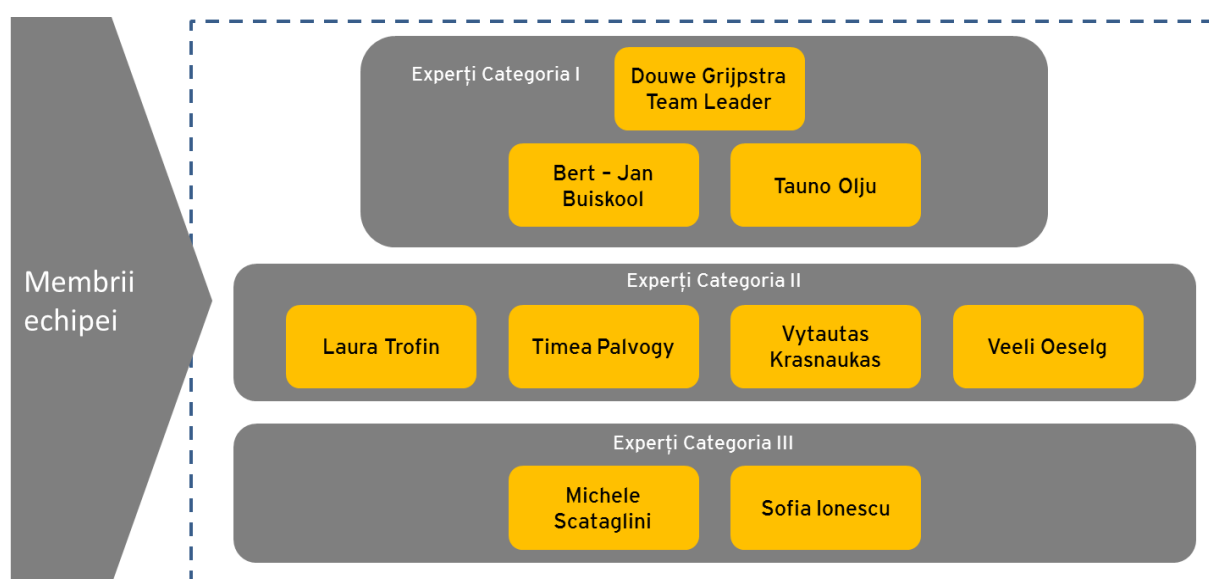 Membrii
echipei
Experți Categoria I
Douwe Grijpstra
Team Leader
Bert – Jan
Buiskool
Tauno Olju
Experți Categoria II
Laura Trofin
Timea Palvogy
Vytautas
Krasnaukas
Veeli Oeselg
Experți Categoria III
Michele
Scataglini
Sofia Ionescu